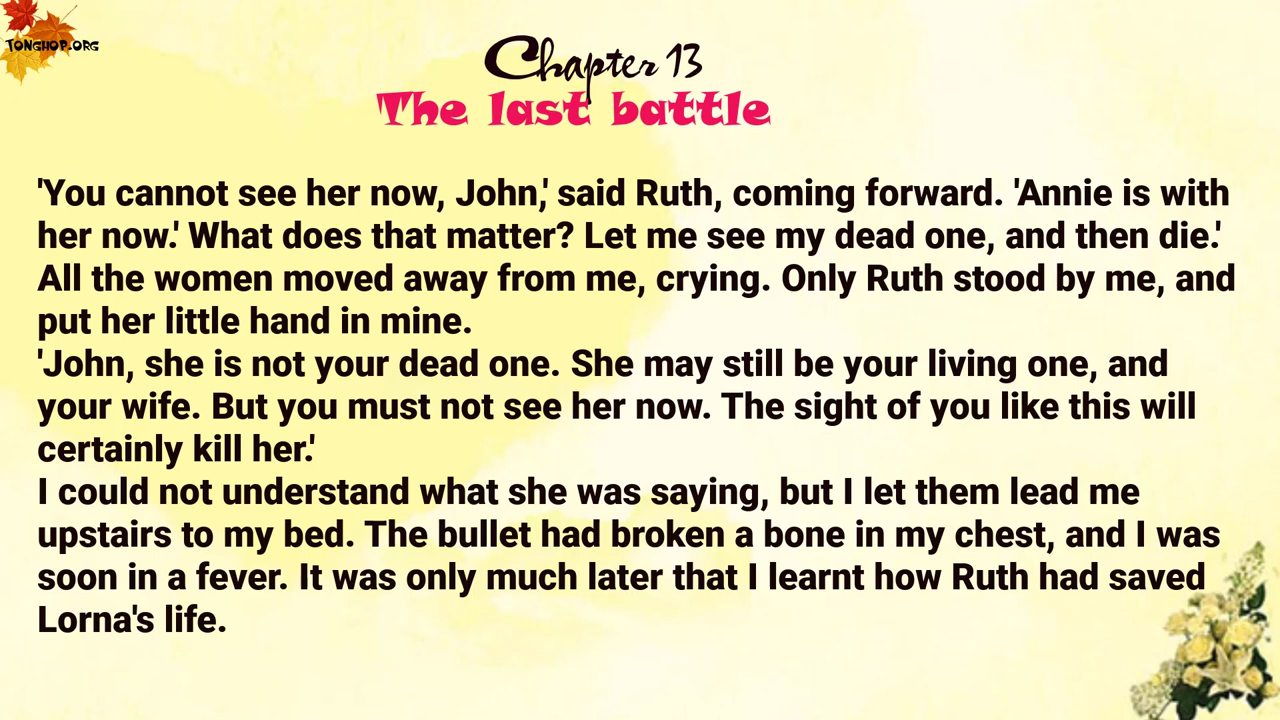 TONGHOP.ORG
Chapter 13
The last battle
'You cannot see her now, John,' said Ruth, coming forward. 'Annie is with
her now.' What does that matter? Let me see my dead one, and then die.'
All the women moved away from me, crying. Only Ruth stood by me, and
put her little hand in mine.
'John, she is not your dead one. She may still be your living one, and
your wife. But you must not see her now. The sight of you like this will
certainly kill her.'
I could not understand what she was saying, but I let them lead me
upstairs to my bed. The bullet had broken a bone in my chest, and I was
soon in a fever. It was only much later that I learnt how Ruth had saved
Lorna's life.